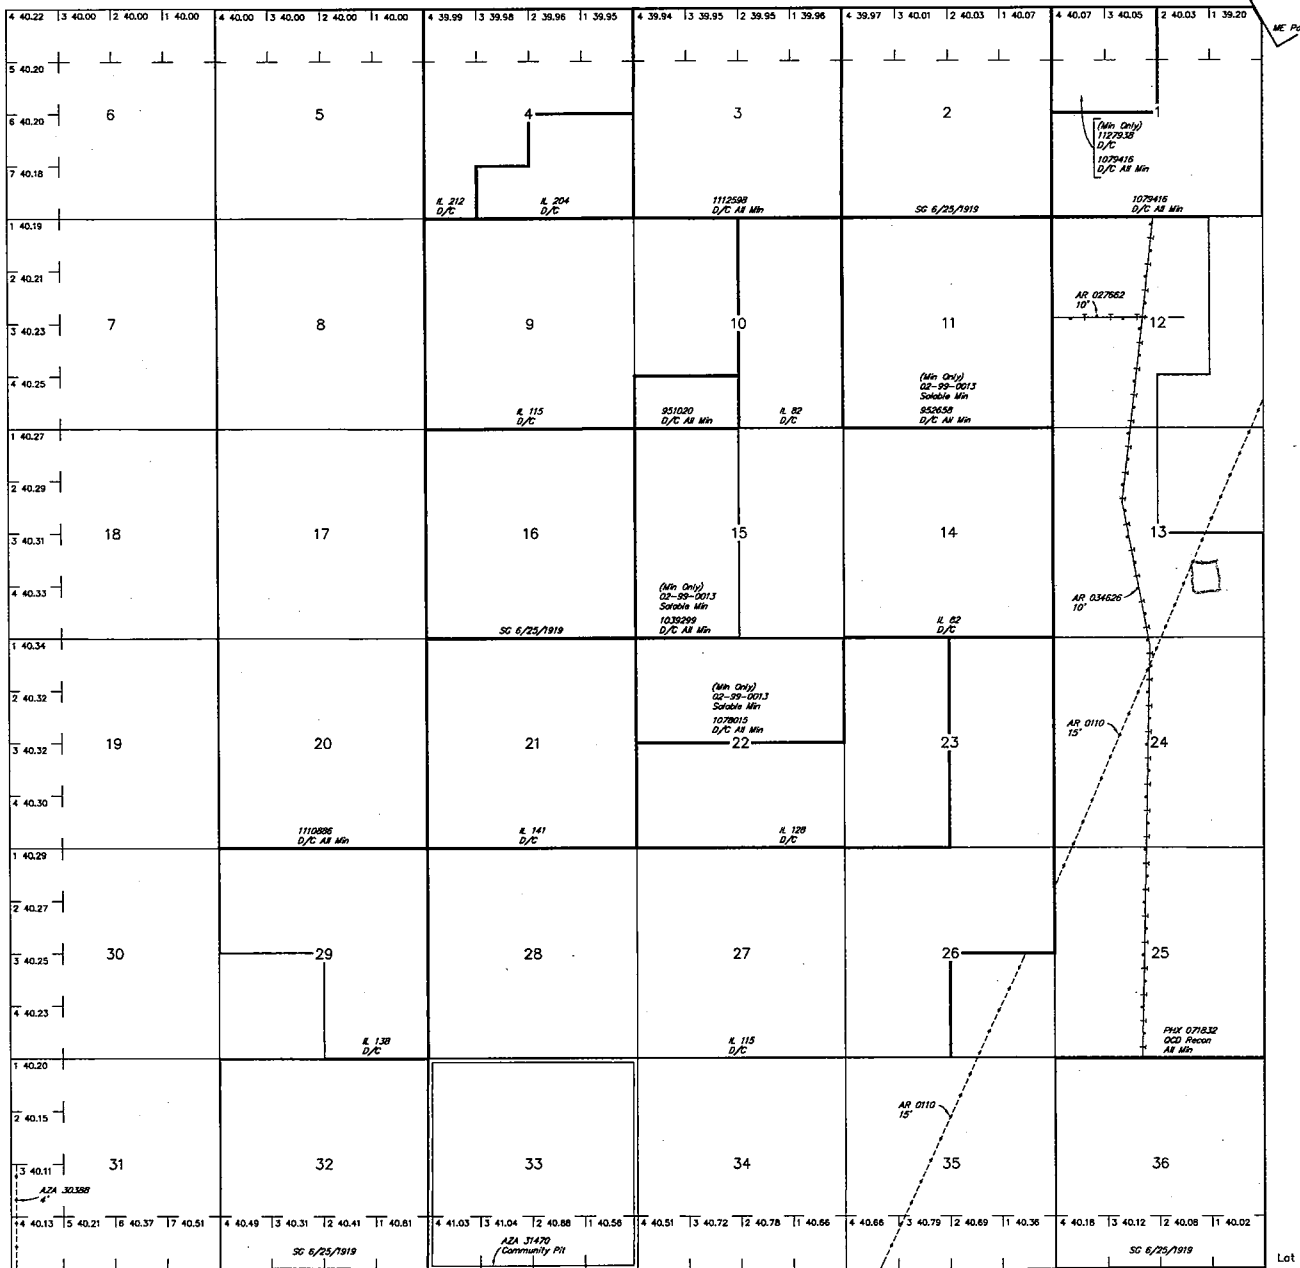 4 40.22 3 40.00 2 40.00 1 40.00 4 40.00 3 40.00 2 40.00 1 40.00 4 39.99 3 39.98 2 39.96 1 39.95 4 39.94 3 39.95 2 39.95 1 39.96 4 39.97 3 40.01 2 40.03 1 40.07 4 40.07 3 40.05 2 40.03 1 39.20
5 40.20
6 40.20
7 40.18
6
5
4
3
2
1
(Min Only)
1127938
D/C
1079416
D/C All Min
IL 212
D/C
IL 204
D/C
1112598
D/C All Min
SG 6/25/1919
1079416
D/C All Min
1 40.19
2 40.21
3 40.23
4 40.25
7
8
9
10
11
12
AR 027662
10'
IL 115
D/C
951020
D/C All Min
IL 82
D/C
(Min Only)
02-99-0013
Salable Min
952658
D/C All Min
1 40.27
2 40.29
3 40.31
4 40.33
18
17
16
15
14
13
SG 6/25/1919
(Min Only)
02-99-0013
Salable Min
1039299
D/C All Min
IL 82
D/C
AR 034626
10'
1 40.34
2 40.32
3 40.32
4 40.30
19
20
21
22
23
24
(Min Only)
02-99-0013
Salable Min
1078015
D/C All Min
AR 0110
15'
1110886
D/C All Min
IL 141
D/C
IL 128
D/C
1 40.29
2 40.27
3 40.25
4 40.23
30
29
28
27
26
25
IL 138
D/C
IL 115
D/C
PHX 071832
QCD Recon
All Min
1 40.20
2 40.15
3 40.11
31
32
33
34
35
36
AZA 30388
4'
AR 0110
15'
4 40.13 5 40.21 6 40.37 7 40.51 4 40.49 3 40.31 2 40.41 1 40.61 4 41.03 3 41.04 2 40.88 1 40.56 4 40.51 3 40.72 2 40.78 1 40.66 4 40.66 3 40.79 2 40.69 1 40.36 4 40.16 3 40.12 2 40.08 1 40.02
SG 6/25/1919
AZA 31470
Community Pit
SG 6/25/1919
Lot